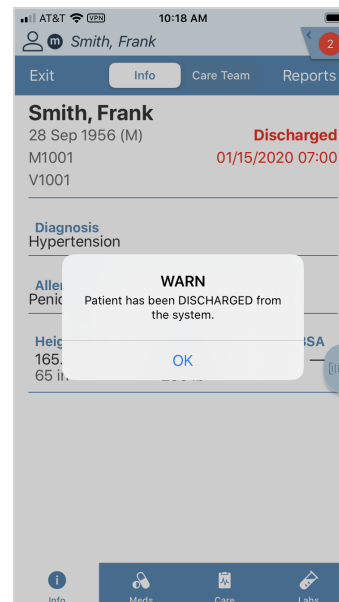 AT&T VPN 10:18 AM
m Smith, Frank 2
Exit Info Care Team Reports
Smith, Frank
28 Sep 1956 (M) Discharged
M1001 01/15/2020 07:00
V1001
Diagnosis
Hypertension
WARN
Patient has been DISCHARGED from
the system.
OK
65 in
Info Meds Care Labs